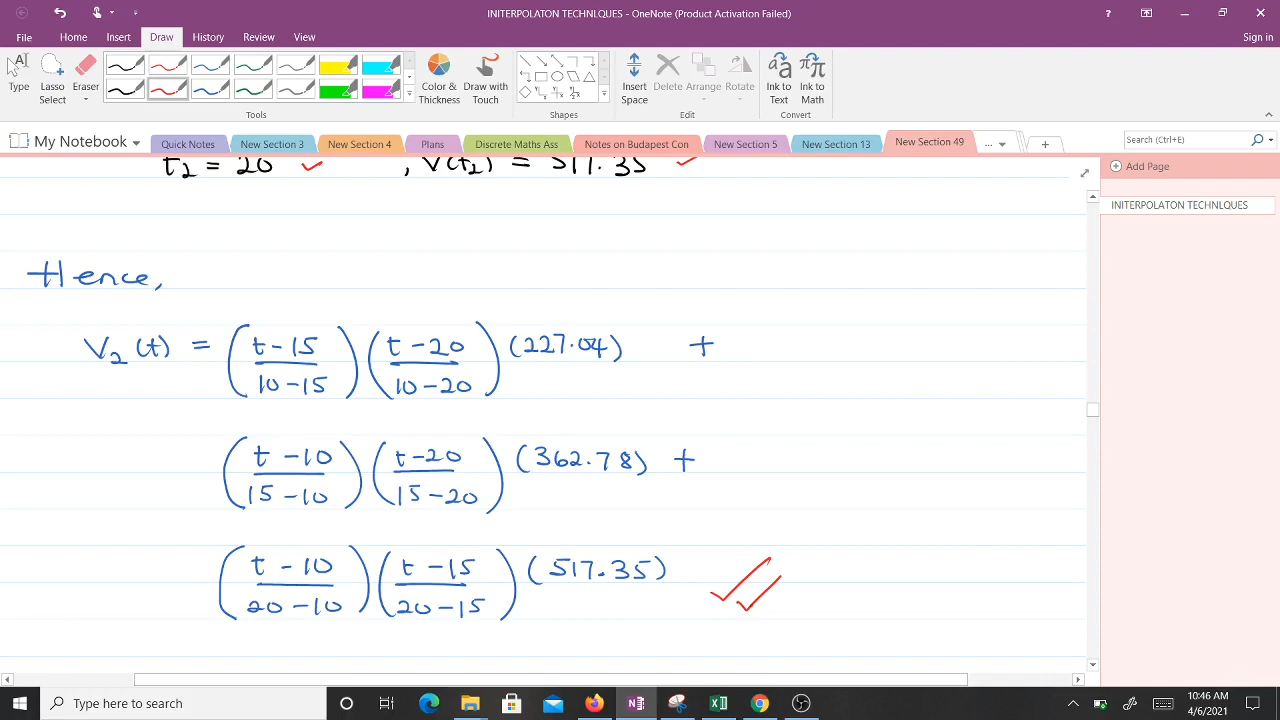 INITERPOLATON TECHNLQUES - OneNote (Product Activation Failed)
?
Sign in
File Home Insert Draw History Review View
Type
Lasso Select
Eraser
Color & Thickness
Draw with Touch
Insert Space
Delete
Arrange
Rotate
Ink to Text
Ink to Math
Tools
Shapes
Edit
Convert
My Notebook
Quick Notes
New Section 3
New Section 4
Plans
Discrete Maths Ass
Notes on Budapest Con
New Section 5
New Section 13
New Section 49
...
+
Search (Ctrl+E)
Add Page
INITERPOLATON TECHNLQUES
t₂ = 20 , V(t₂) = 517.35
Hence,
V₂(t) = ((t-15)/(10-15)) ((t-20)/(10-20)) (227.04) +
((t-10)/(15-10)) ((t-20)/(15-20)) (362.78) +
((t-10)/(20-10)) ((t-15)/(20-15)) (517.35)
Type here to search
10:46 AM
4/6/2021